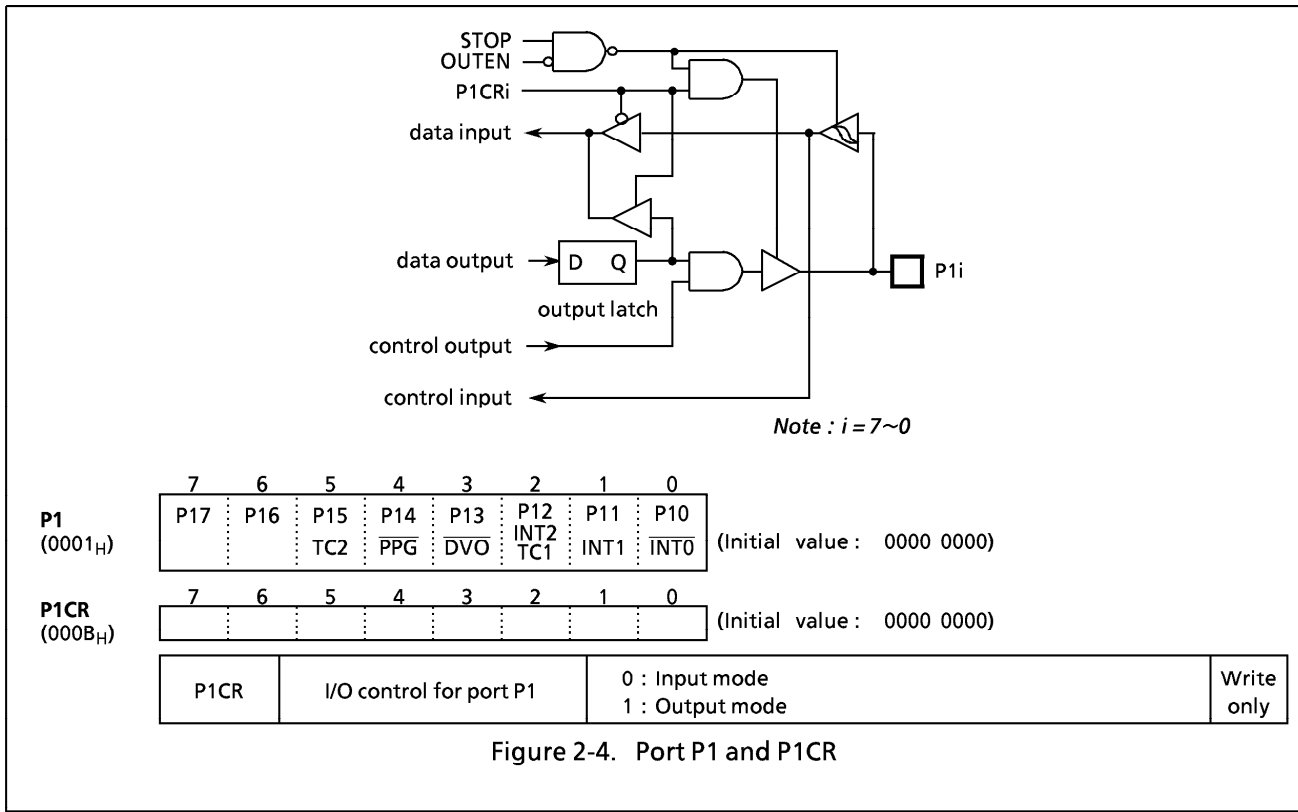 STOP
OUTEN
P1CRi
data input
data output
D Q
P1i
output latch
control output
control input
Note : i = 7~0
7 6 5 4 3 2 1 0
P1
(0001H)
P17 P16 P15 P14 P13 P12 P11 P10
TC2 PPG DVO INT2 TC1 INT1 INT0
(Initial value : 0000 0000)
7 6 5 4 3 2 1 0
P1CR
(000BH)
(Initial value : 0000 0000)
P1CR
I/O control for port P1
0 : Input mode
1 : Output mode
Write
only
Figure 2-4. Port P1 and P1CR